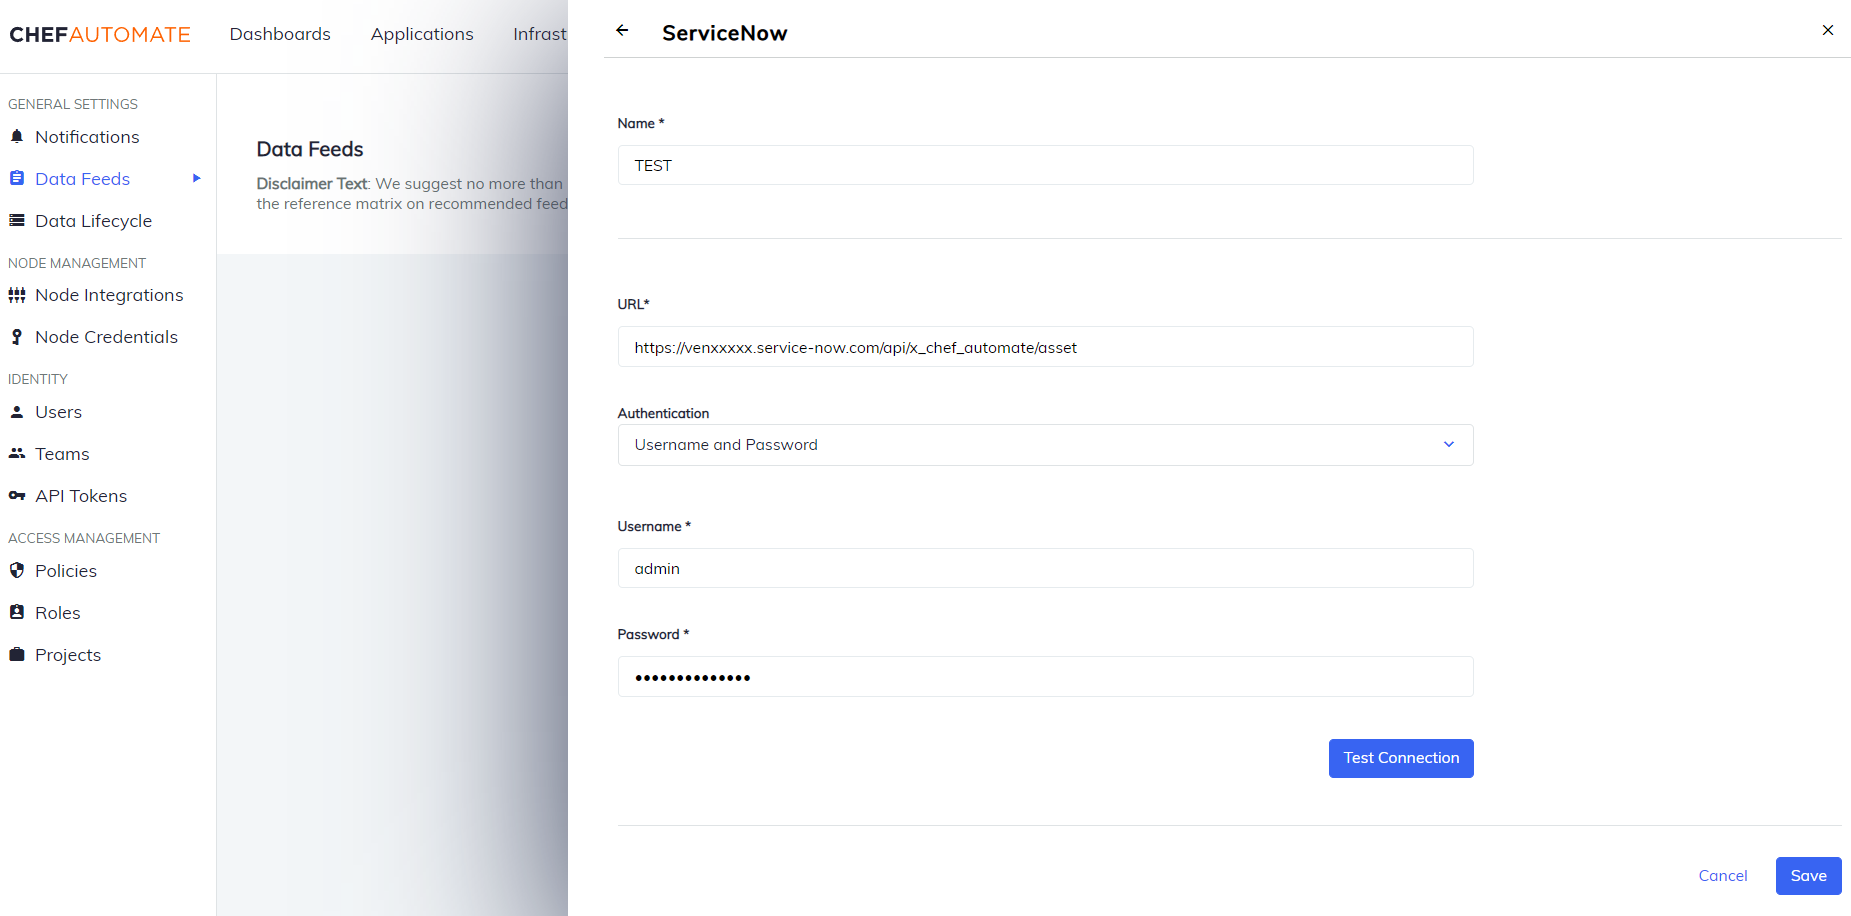 CHEFAUTOMATE
Dashboards
Applications
Infrast
GENERAL SETTINGS
Notifications
Data Feeds
Data Lifecycle
NODE MANAGEMENT
Node Integrations
Node Credentials
IDENTITY
Users
Teams
API Tokens
ACCESS MANAGEMENT
Policies
Roles
Projects
Data Feeds
Disclaimer Text: We suggest no more than
the reference matrix on recommended feed
ServiceNow
Name *
TEST
URL*
https://venxxxxx.service-now.com/api/x_chef_automate/asset
Authentication
Username and Password
Username *
admin
Password *
••••••••••••••
Test Connection
Cancel
Save